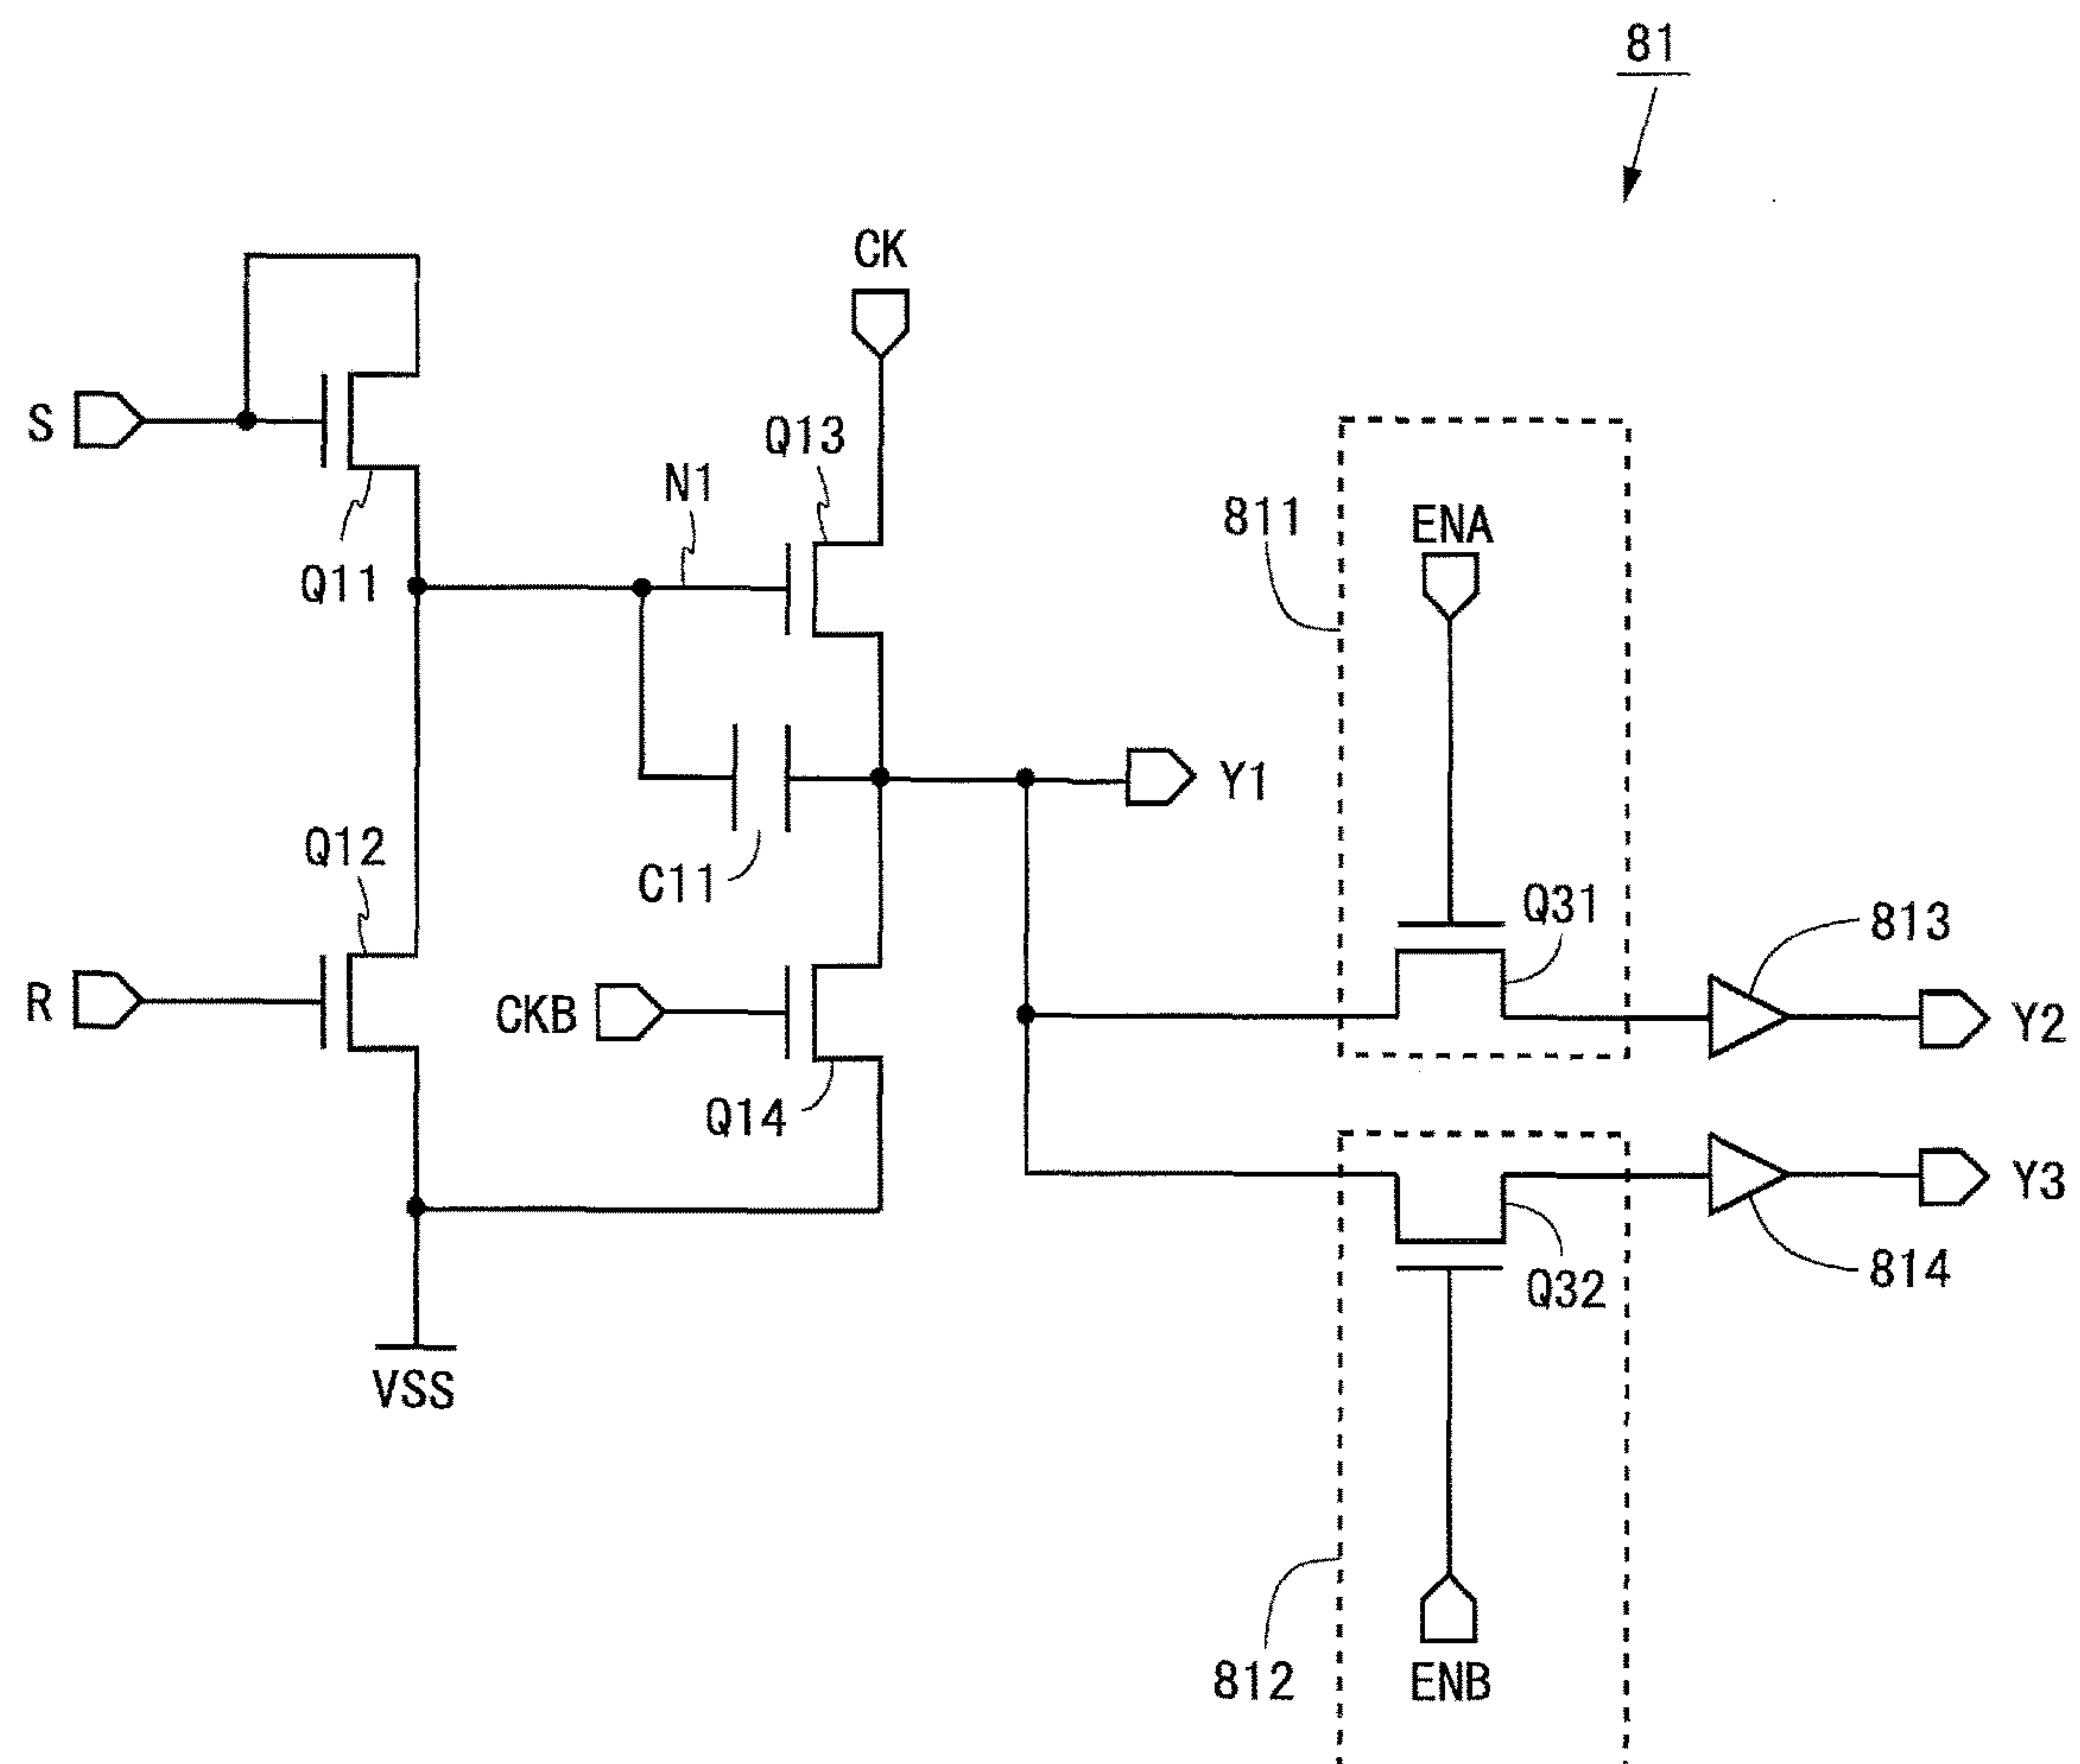 81
CK
S
Q13
N1
811
ENA
Q11
Y1
Q12
C11
Q31
813
R
CKB
Y2
Q14
Y3
Q32
814
VSS
812
ENB